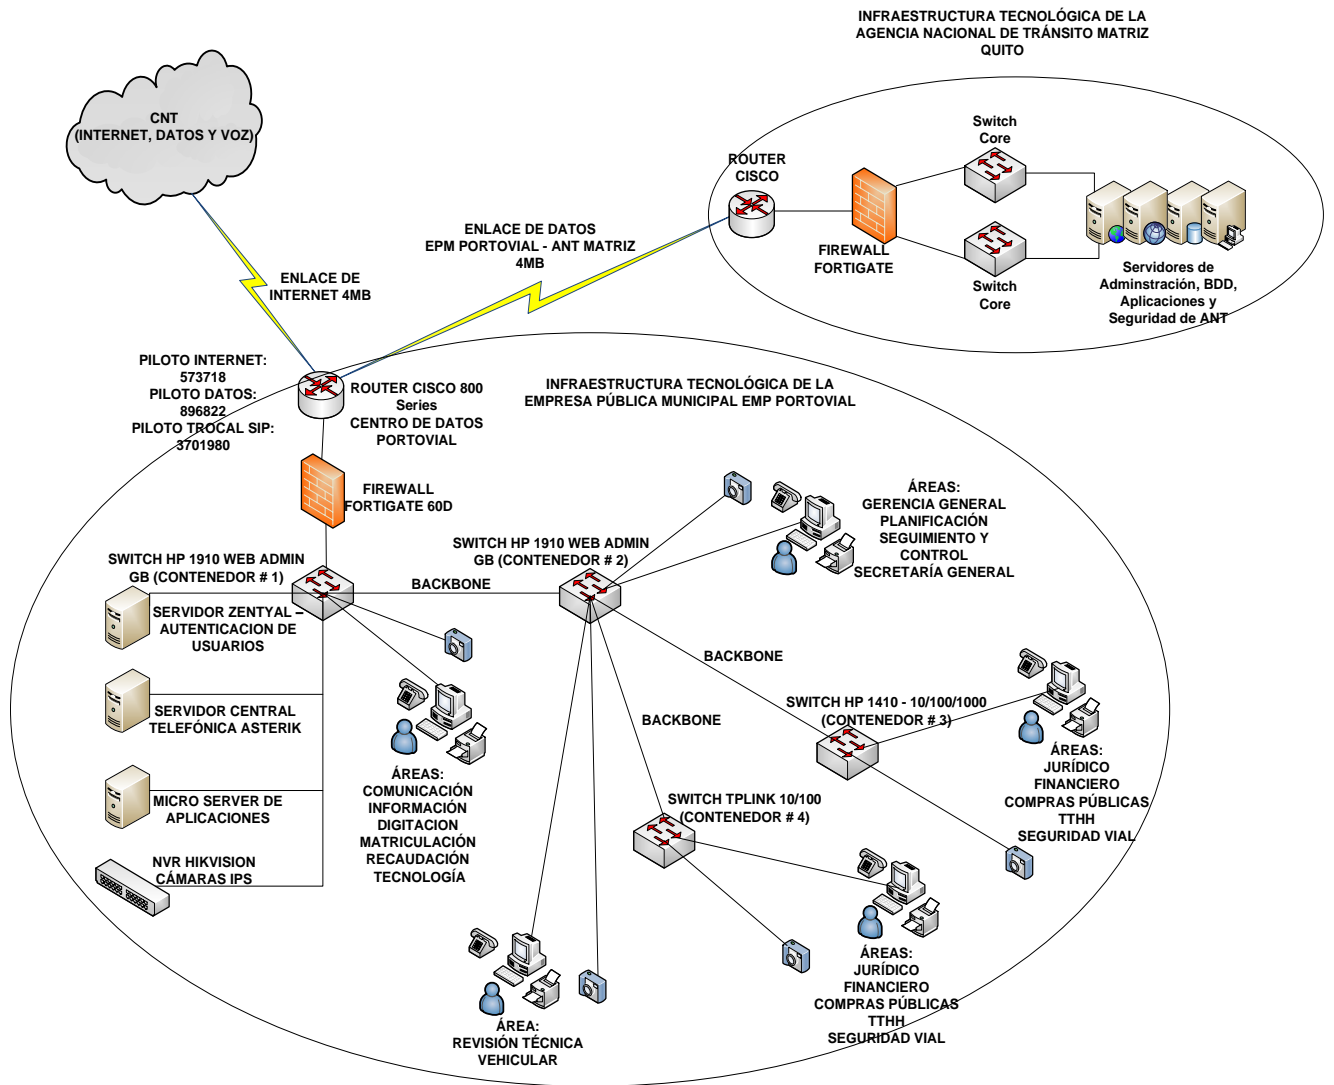 INFRAESTRUCTURA TECNOLÓGICA DE LA
AGENCIA NACIONAL DE TRÁNSITO MATRIZ
QUITO
CNT
(INTERNET, DATOS Y VOZ)
Switch
Core
ROUTER
CISCO
ENLACE DE DATOS
EPM PORTOVIAL - ANT MATRIZ
4MB
FIREWALL
FORTIGATE
Switch
Core
Servidores de
Adminstración, BDD,
Aplicaciones y
Seguridad de ANT
ENLACE DE
INTERNET 4MB
PILOTO INTERNET:
573718
PILOTO DATOS:
896822
PILOTO TROCAL SIP:
3701980
ROUTER CISCO 800
Series
CENTRO DE DATOS
PORTOVIAL
INFRAESTRUCTURA TECNOLÓGICA DE LA
EMPRESA PÚBLICA MUNICIPAL EMP PORTOVIAL
FIREWALL
FORTIGATE 60D
ÁREAS:
GERENCIA GENERAL
PLANIFICACIÓN
SEGUIMIENTO Y
CONTROL
SECRETARÍA GENERAL
SWITCH HP 1910 WEB ADMIN
GB (CONTENEDOR # 1)
SWITCH HP 1910 WEB ADMIN
GB (CONTENEDOR # 2)
BACKBONE
SERVIDOR ZENTYAL –
AUTENTICACION DE
USUARIOS
BACKBONE
SERVIDOR CENTRAL
TELEFÓNICA ASTERIK
SWITCH HP 1410 - 10/100/1000
(CONTENEDOR # 3)
BACKBONE
ÁREAS:
JURÍDICO
FINANCIERO
COMPRAS PÚBLICAS
TTHH
SEGURIDAD VIAL
ÁREAS:
COMUNICACIÓN
INFORMACIÓN
DIGITACION
MATRICULACIÓN
RECAUDACIÓN
TECNOLOGÍA
MICRO SERVER DE
APLICACIONES
SWITCH TPLINK 10/100
(CONTENEDOR # 4)
NVR HIKVISION
CÁMARAS IPS
ÁREAS:
JURÍDICO
FINANCIERO
COMPRAS PÚBLICAS
TTHH
SEGURIDAD VIAL
ÁREA:
REVISIÓN TÉCNICA
VEHICULAR